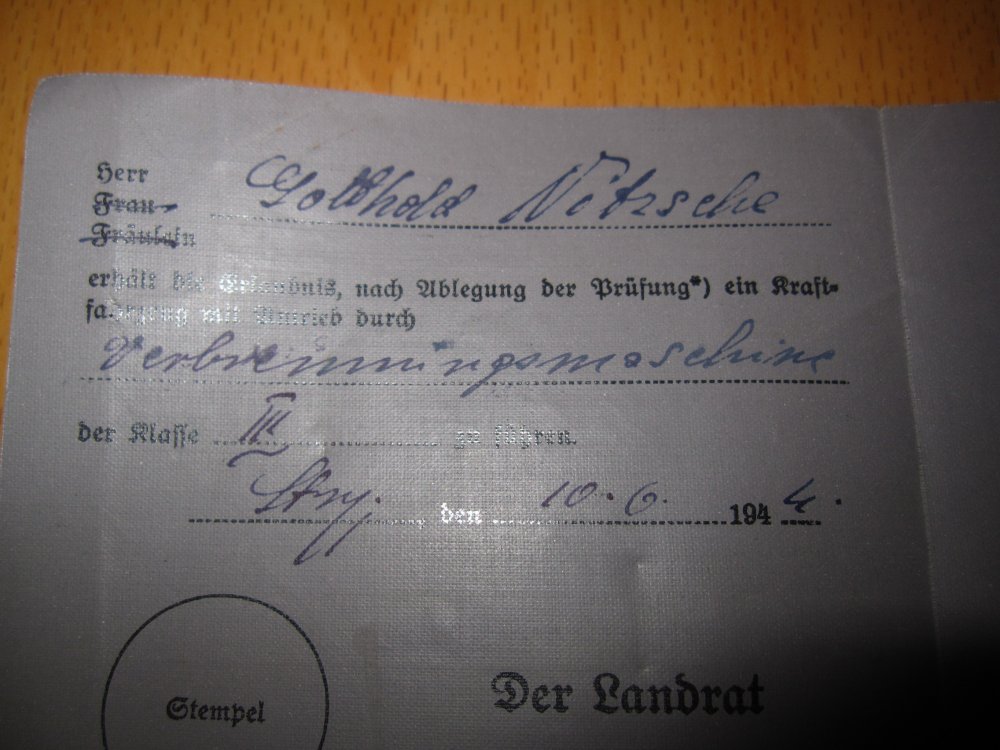 Herr
Frau
Fräulein
Gotthold Nitzsche
erhält die Erlaubnis, nach Ablegung der Prüfung*) ein Kraft-
fahrzeug mit Antrieb durch
Verbrennungsmaschine
der Klasse III zu führen.
Stryj. den 10. 6. 1944.
Stempel
Der Landrat